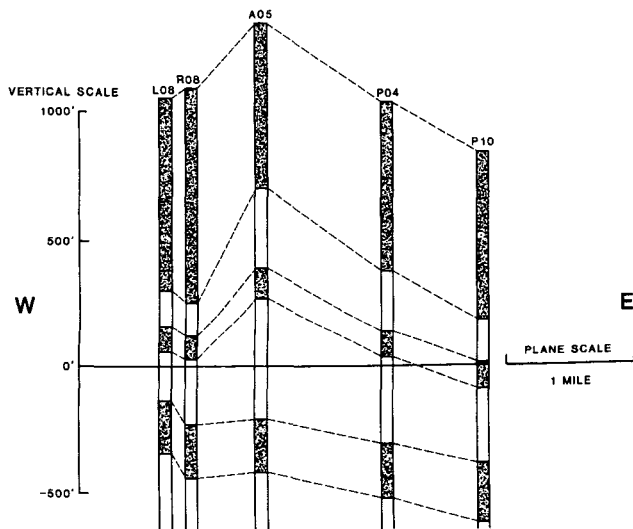 A05
R08
L08
P04
VERTICAL SCALE
1000'
P10
500'
W
E
PLANE SCALE
0'
1 MILE
-500'